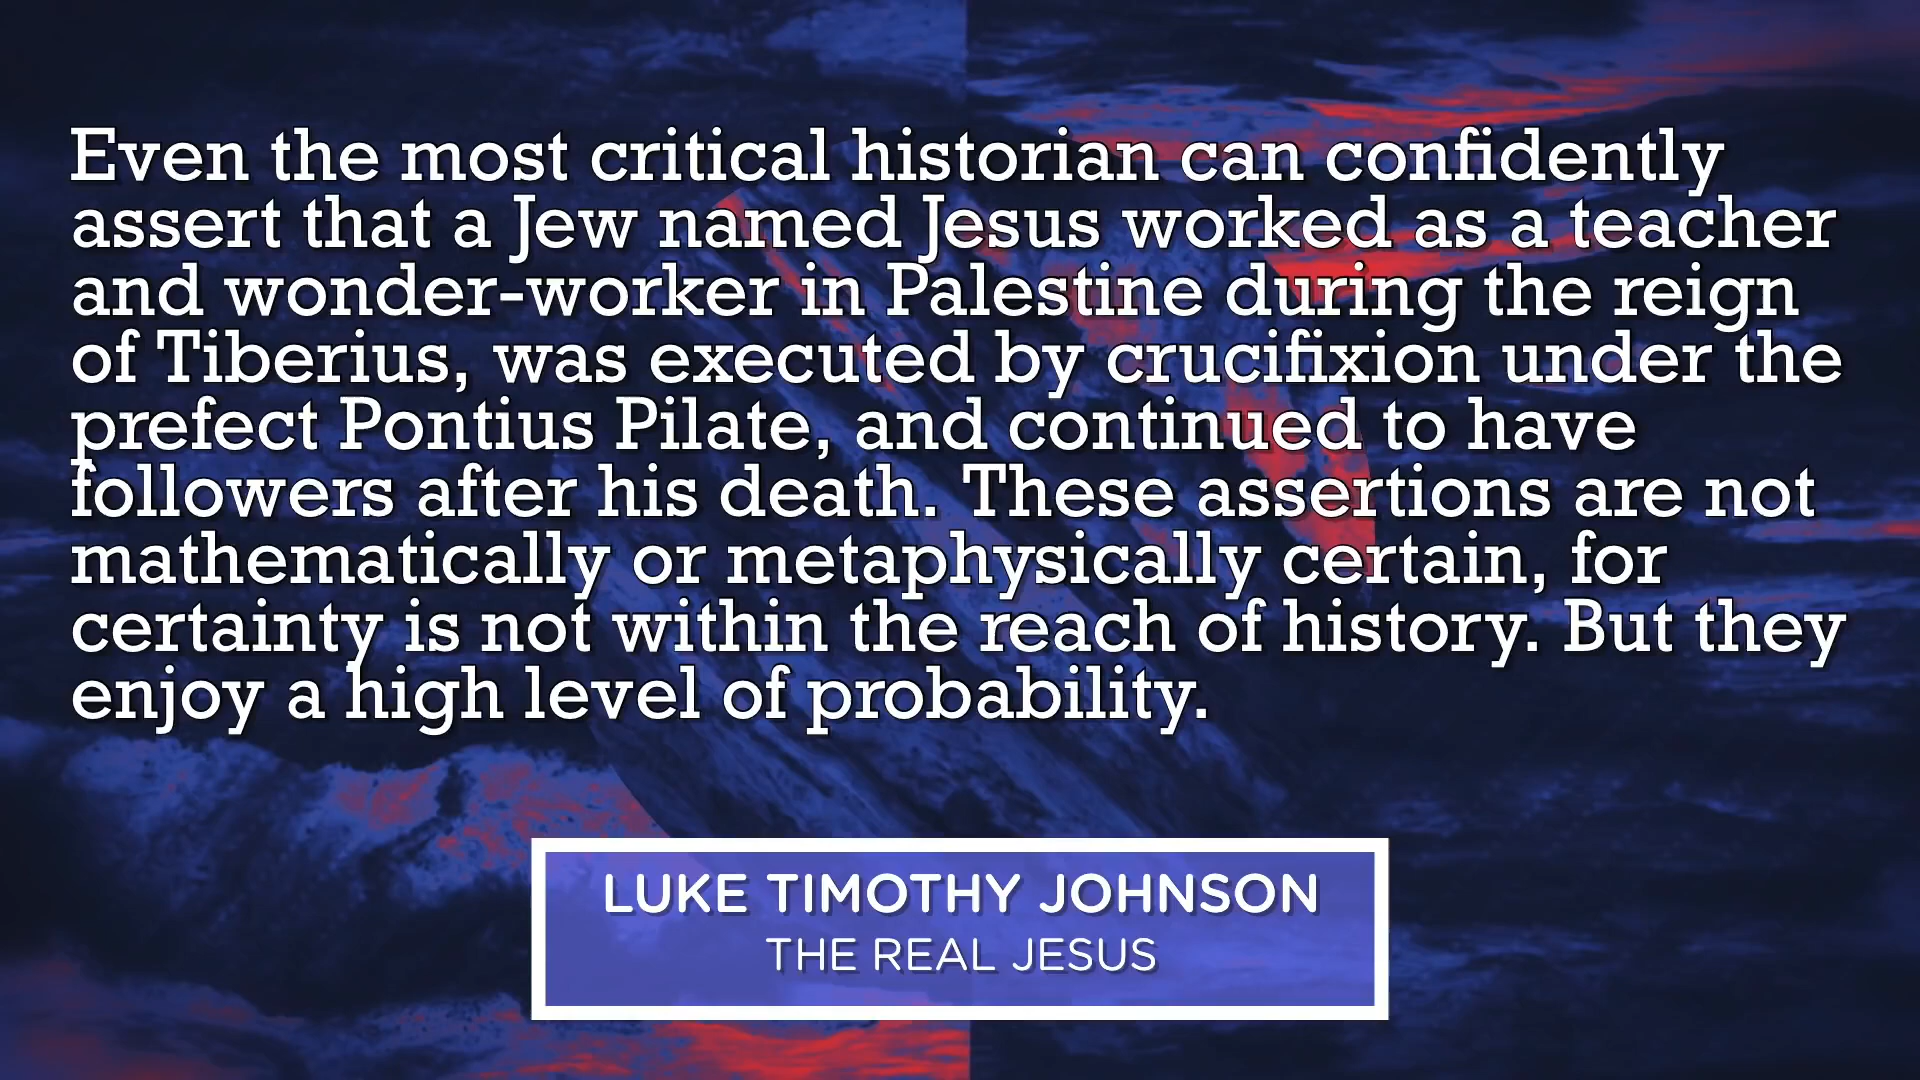 Even the most critical historian can confidently
assert that a Jew named Jesus worked as a teacher
and wonder-worker in Palestine during the reign
of Tiberius, was executed by crucifixion under the
prefect Pontius Pilate, and continued to have
followers after his death. These assertions are not
mathematically or metaphysically certain, for
certainty is not within the reach of history. But they
enjoy a high level of probability.
LUKE TIMOTHY JOHNSON
THE REAL JESUS